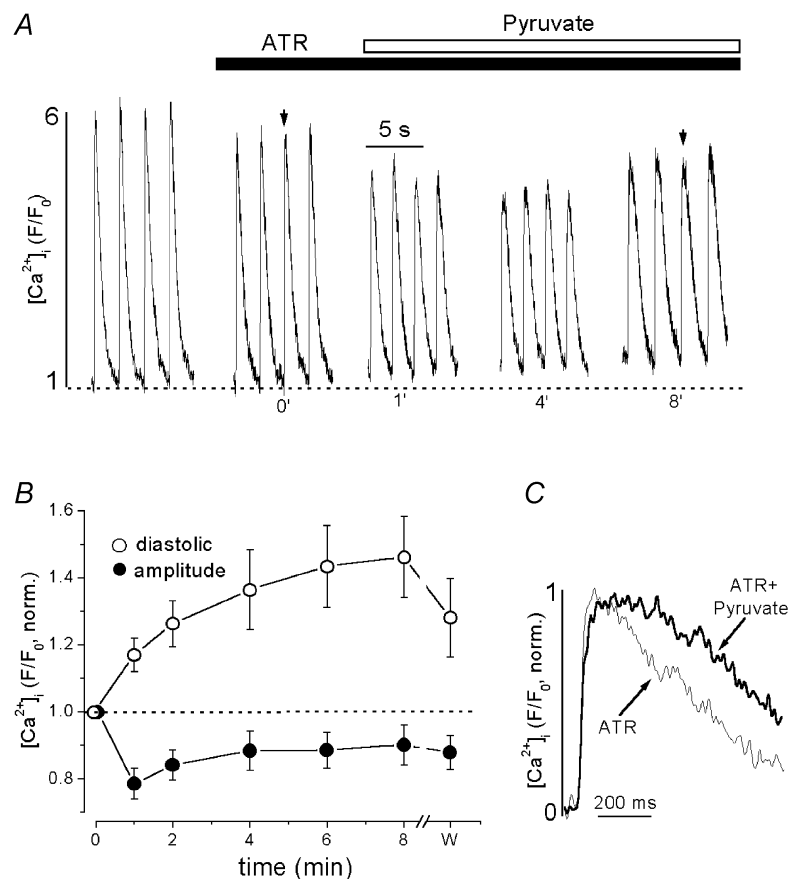 A
Pyruvate
ATR
6
5 s
[Ca²⁺]ᵢ (F/F₀)
1
0' 1' 4' 8'
B
1.6
diastolic
amplitude
1.4
1.2
1.0
0.8
[Ca²⁺]ᵢ (F/F₀, norm.)
0 2 4 6 8 W
time (min)
C
1
ATR+
Pyruvate
ATR
[Ca²⁺]ᵢ (F/F₀, norm.)
0
200 ms